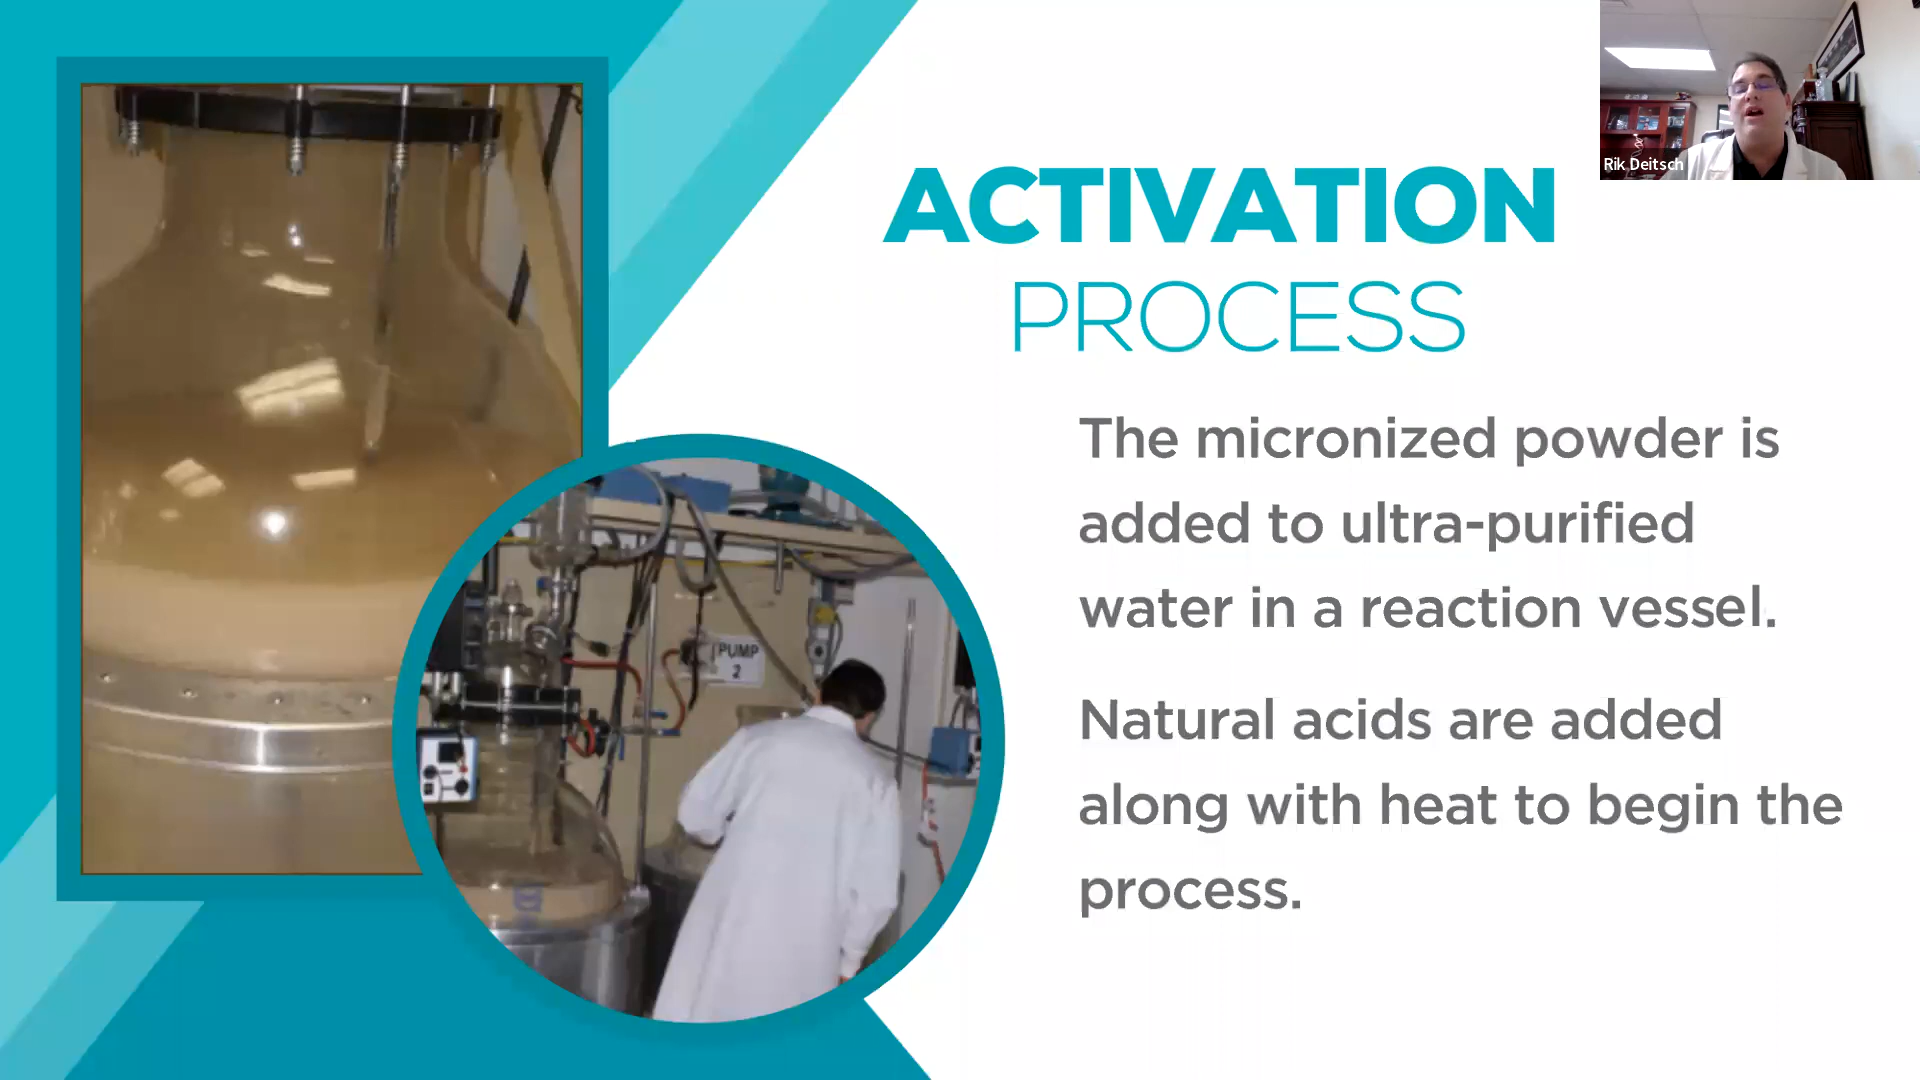 ACTIVATION
PROCESS
Rik Deitsch
The micronized powder is
added to ultra-purified
water in a reaction vessel.
Natural acids are added
along with heat to begin the
process.
PUMP
2